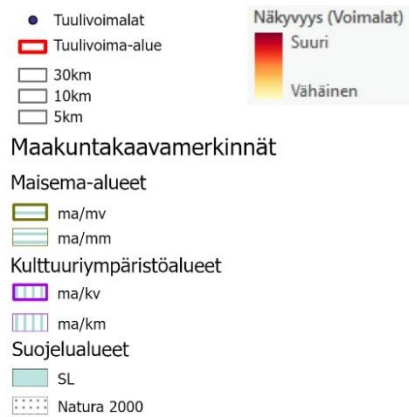 Tuulivoimalat
Tuulivoima-alue
30km
10km
5km
Näkyvyys (Voimalat)
Suuri
Vähäinen
Maakuntakaavamerkinnät
Maisema-alueet
ma/mv
ma/mm
Kulttuuriympäristöalueet
ma/kv
ma/km
Suojelualueet
SL
Natura 2000